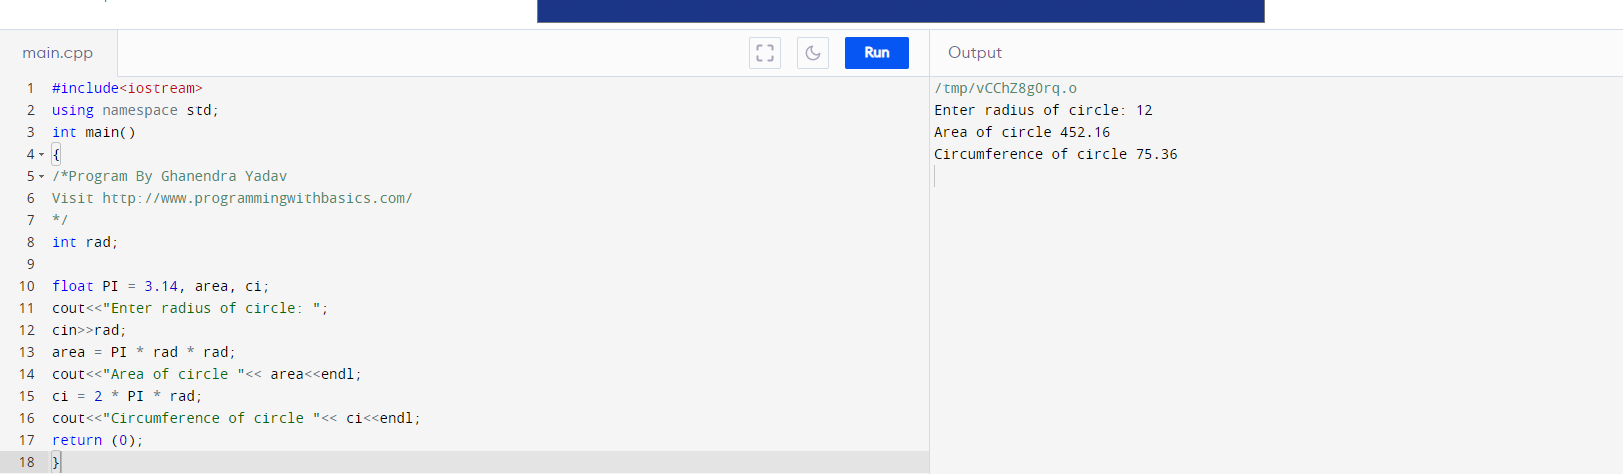 main.cpp
Run
Output
1 #include<iostream>
2 using namespace std;
3 int main()
4 {
5 /*Program By Ghanendra Yadav
6 Visit http://www.programmingwithbasics.com/
7 */
8 int rad;
9
10 float PI = 3.14, area, ci;
11 cout<<"Enter radius of circle: ";
12 cin>>rad;
13 area = PI * rad * rad;
14 cout<<"Area of circle "<< area<<endl;
15 ci = 2 * PI * rad;
16 cout<<"Circumference of circle "<< ci<<endl;
17 return (0);
18 }
/tmp/vCChZ8g0rq.o
Enter radius of circle: 12
Area of circle 452.16
Circumference of circle 75.36